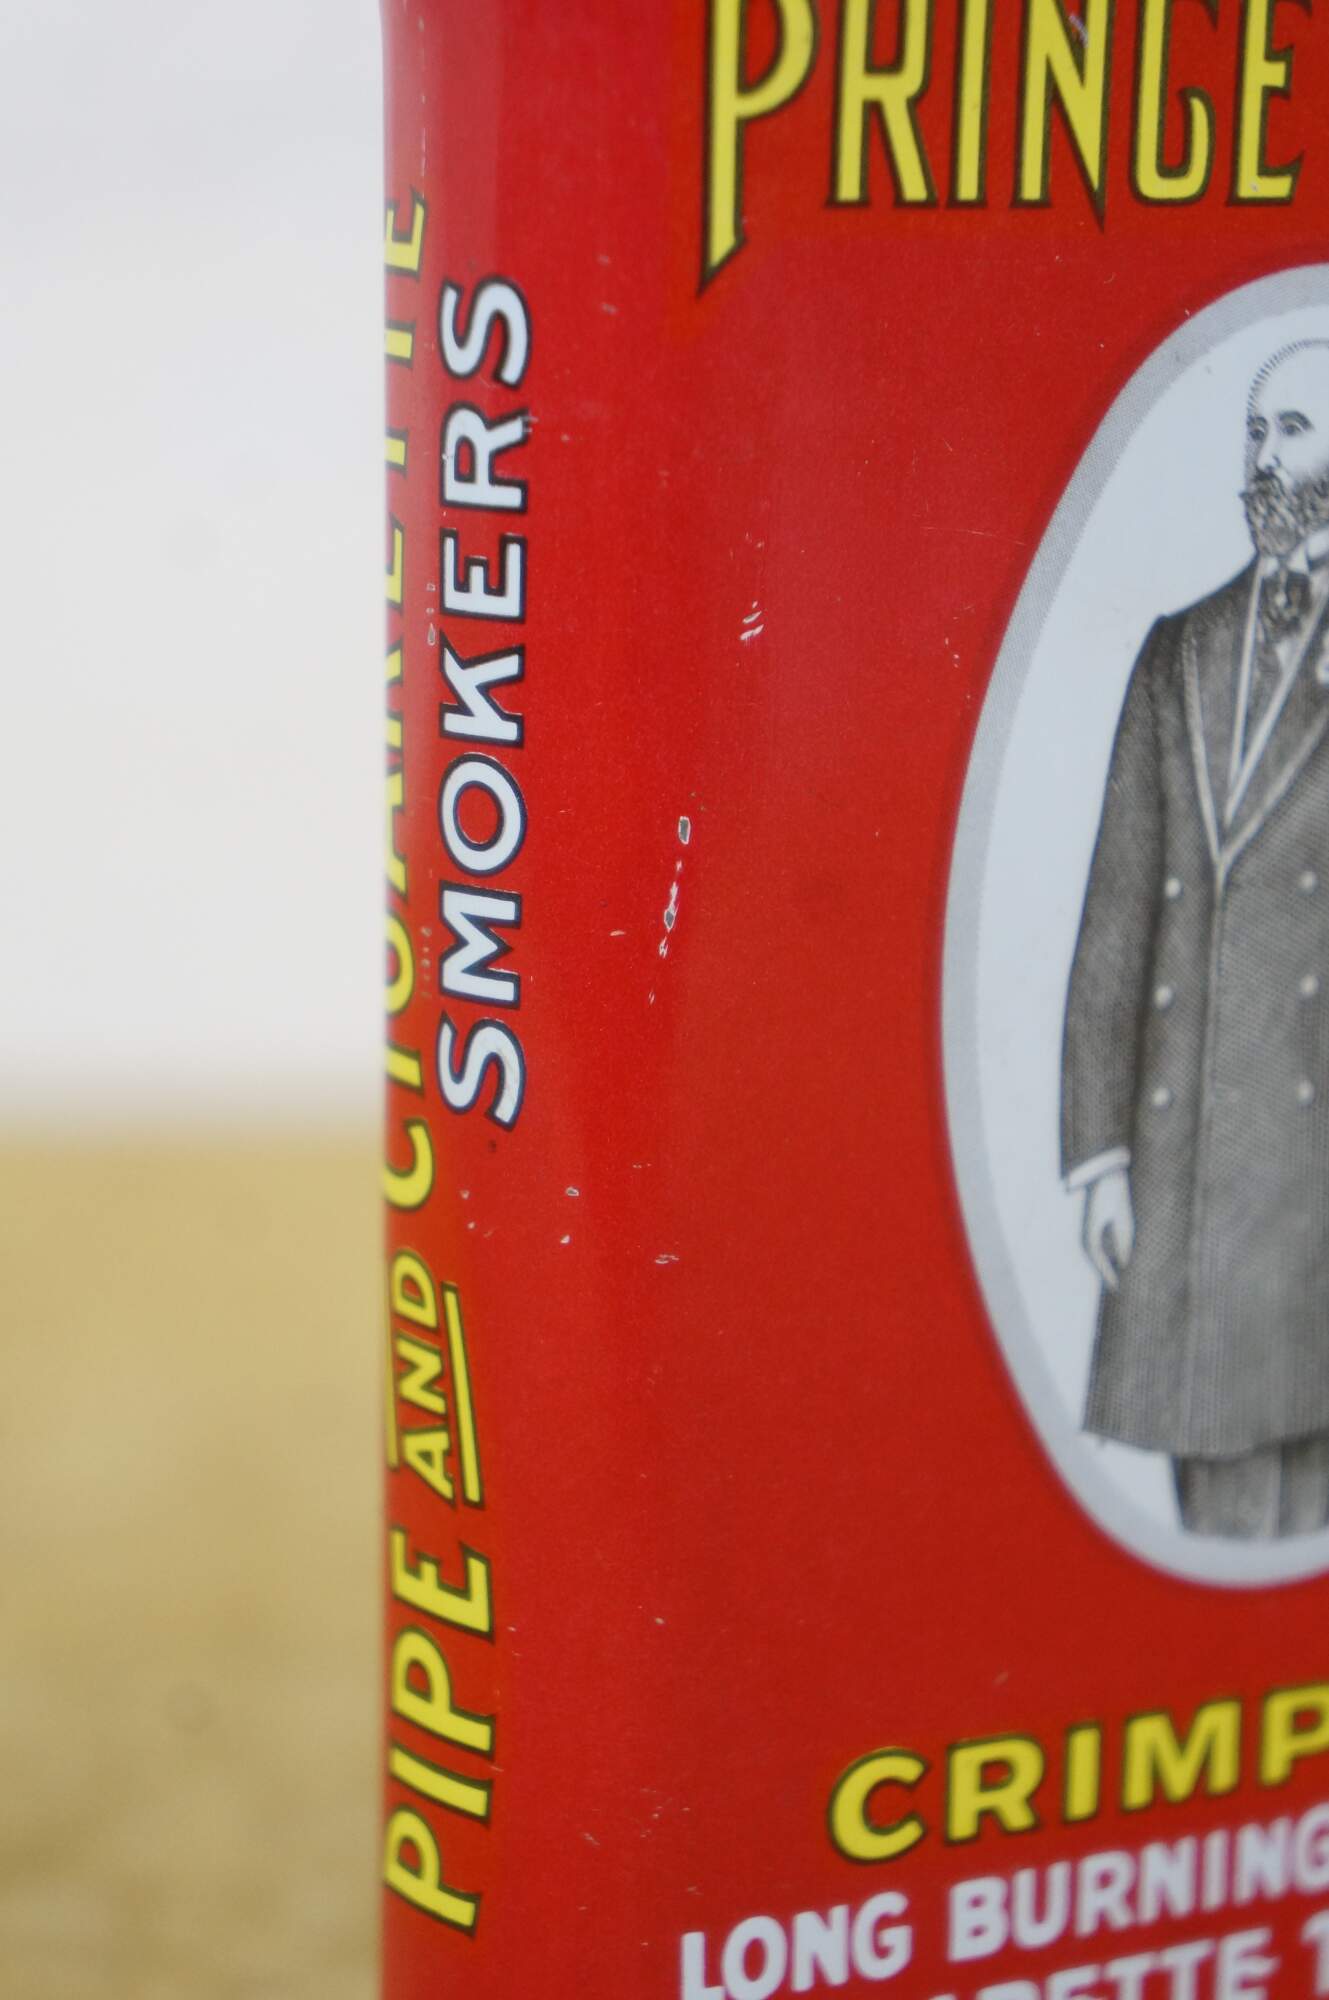 PRINCE
PIPE AND CIGARETTE
SMOKERS
CRIMP
LONG BURNING